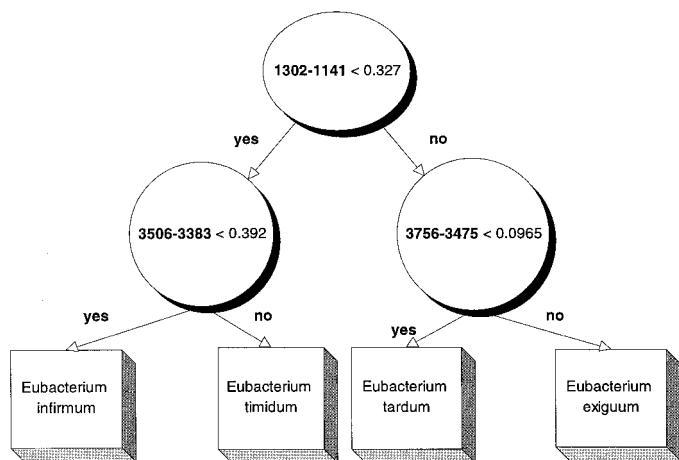 1302-1141 < 0.327
yes
no
3506-3383 < 0.392
3756-3475 < 0.0965
yes
no
yes
no
Eubacterium
infirmum
Eubacterium
timidum
Eubacterium
tardum
Eubacterium
exiguum